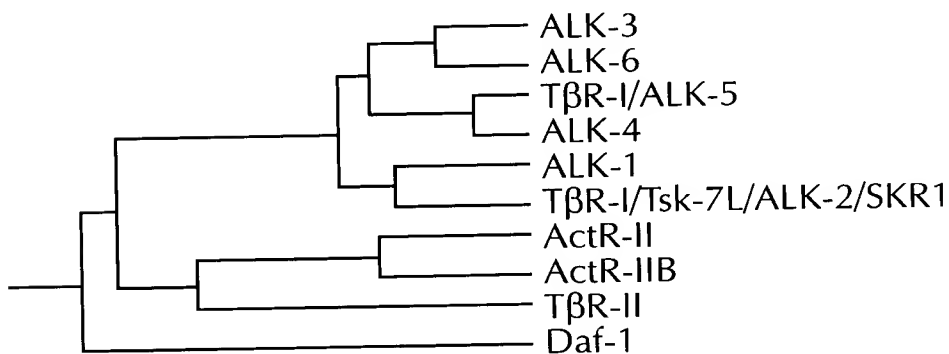 ALK-3
ALK-6
TβR-I/ALK-5
ALK-4
ALK-1
TβR-I/Tsk-7L/ALK-2/SKR1
ActR-II
ActR-IIB
TβR-II
Daf-1